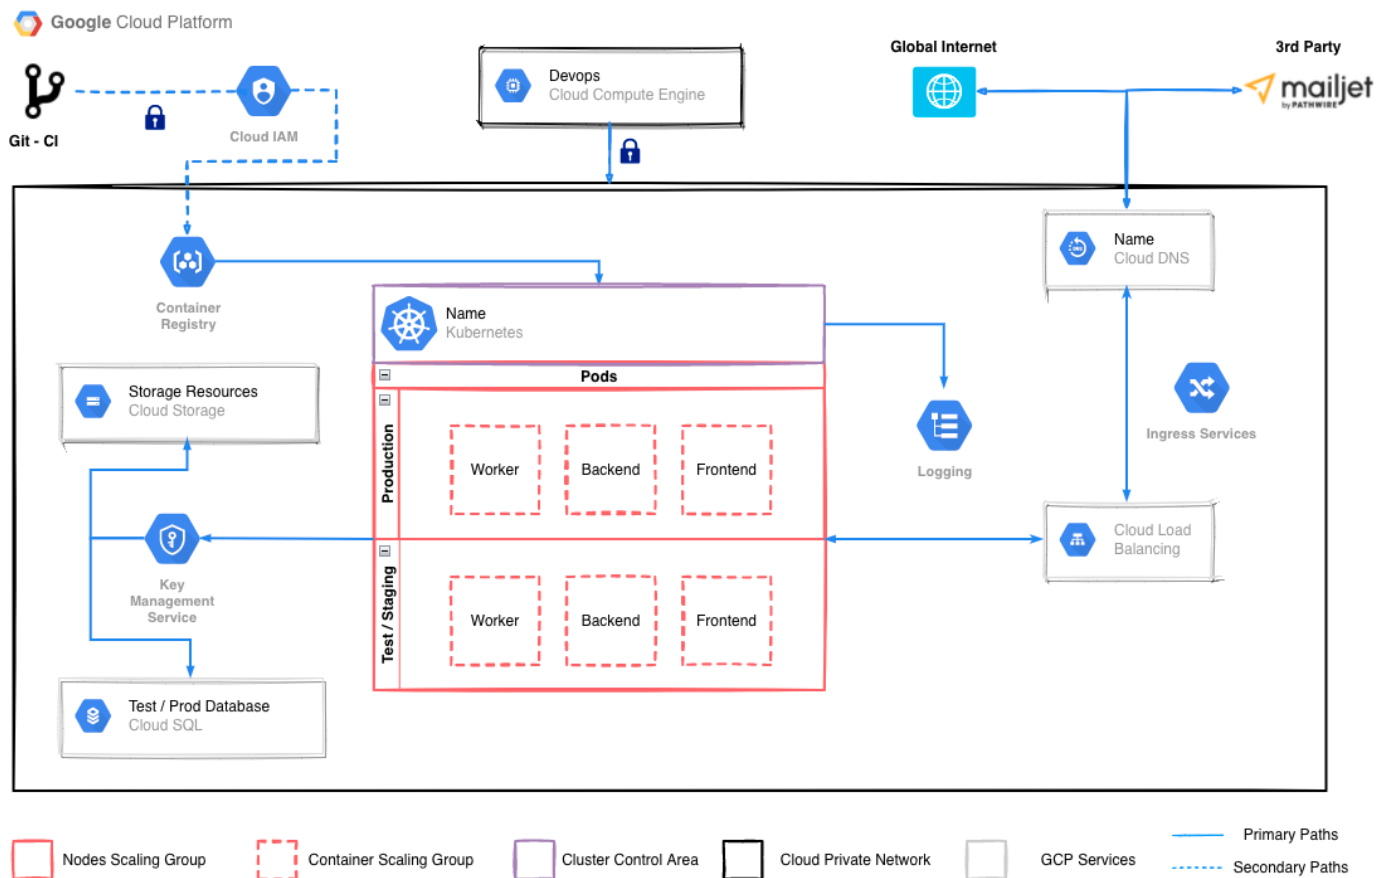 Google Cloud Platform
Global Internet
3rd Party
Devops
Cloud Compute Engine
mailjet
by PATHWIRE
Git - CI
Cloud IAM
Name
Cloud DNS
DNS
Container
Registry
Name
Kubernetes
Pods
Storage Resources
Cloud Storage
Production
Worker
Backend
Frontend
Logging
Ingress Services
Cloud Load
Balancing
Key
Management
Service
Test / Staging
Worker
Backend
Frontend
Test / Prod Database
Cloud SQL
Nodes Scaling Group
Container Scaling Group
Cluster Control Area
Cloud Private Network
GCP Services
Primary Paths
Secondary Paths